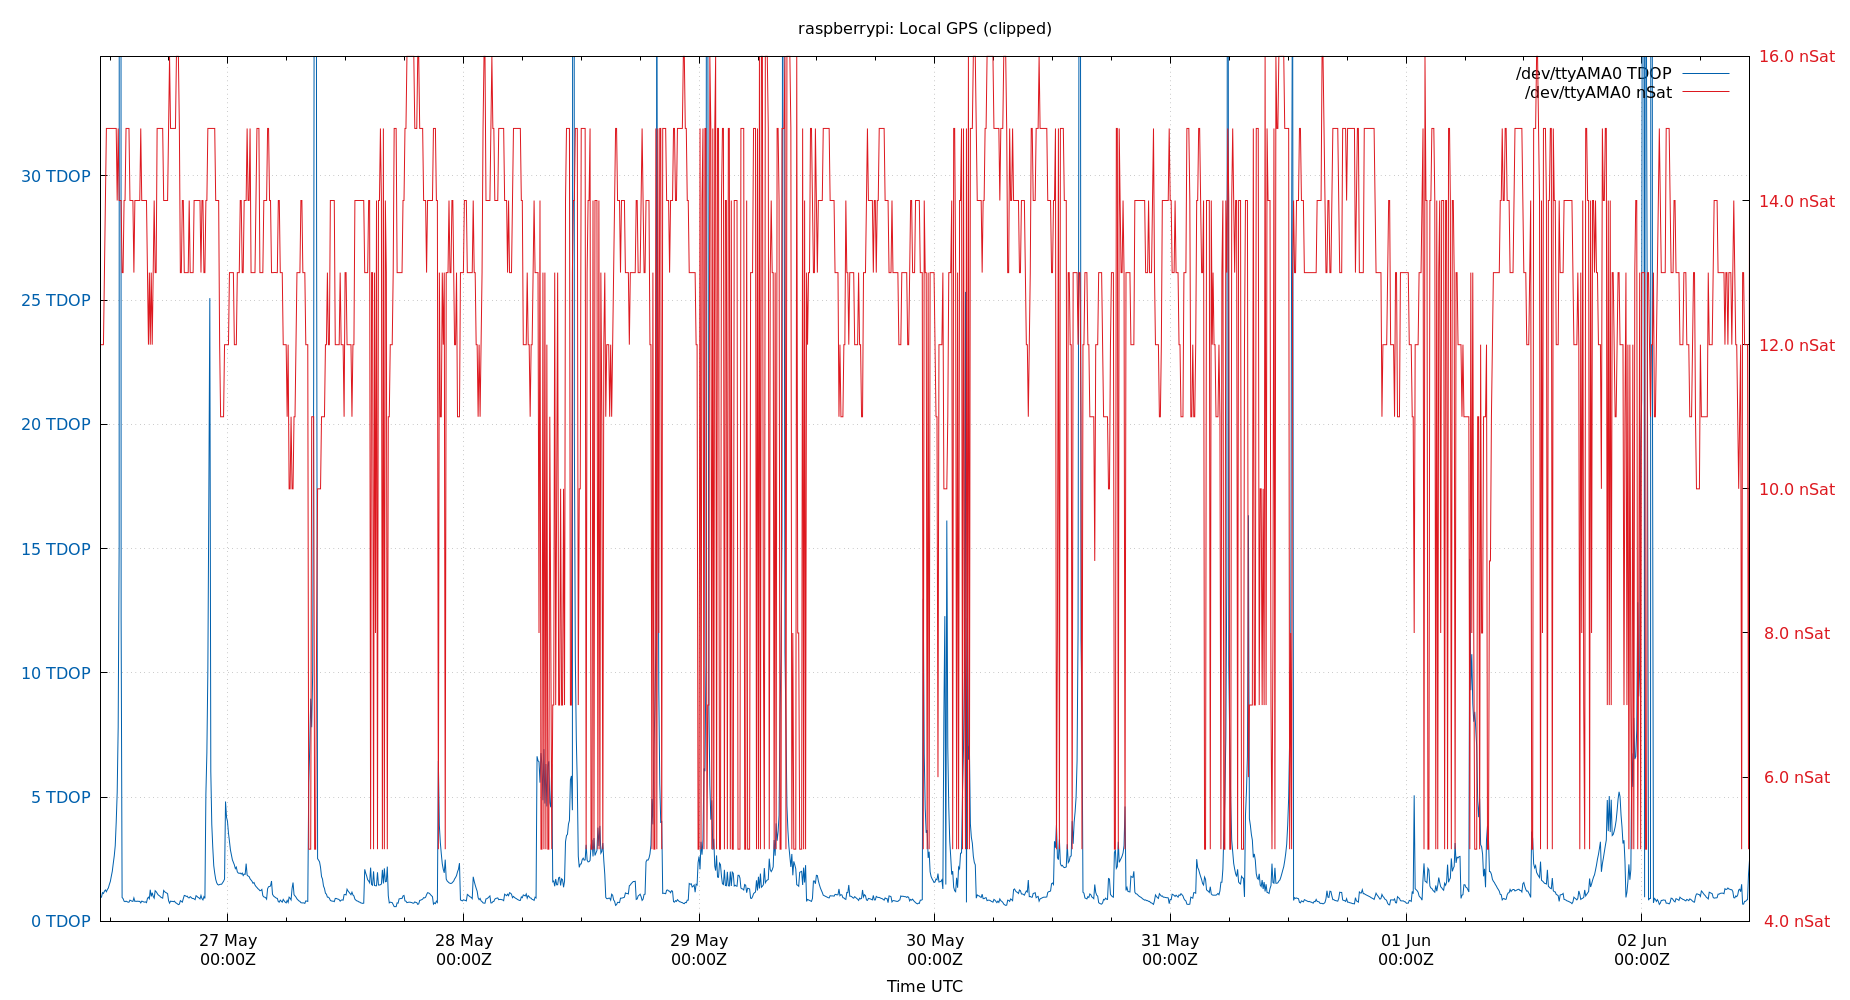 raspberrypi: Local GPS (clipped)
/dev/ttyAMA0 TDOP
/dev/ttyAMA0 nSat
30 TDOP
25 TDOP
20 TDOP
15 TDOP
10 TDOP
5 TDOP
0 TDOP
16.0 nSat
14.0 nSat
12.0 nSat
10.0 nSat
8.0 nSat
6.0 nSat
4.0 nSat
27 May
00:00Z
28 May
00:00Z
29 May
00:00Z
30 May
00:00Z
31 May
00:00Z
01 Jun
00:00Z
02 Jun
00:00Z
Time UTC